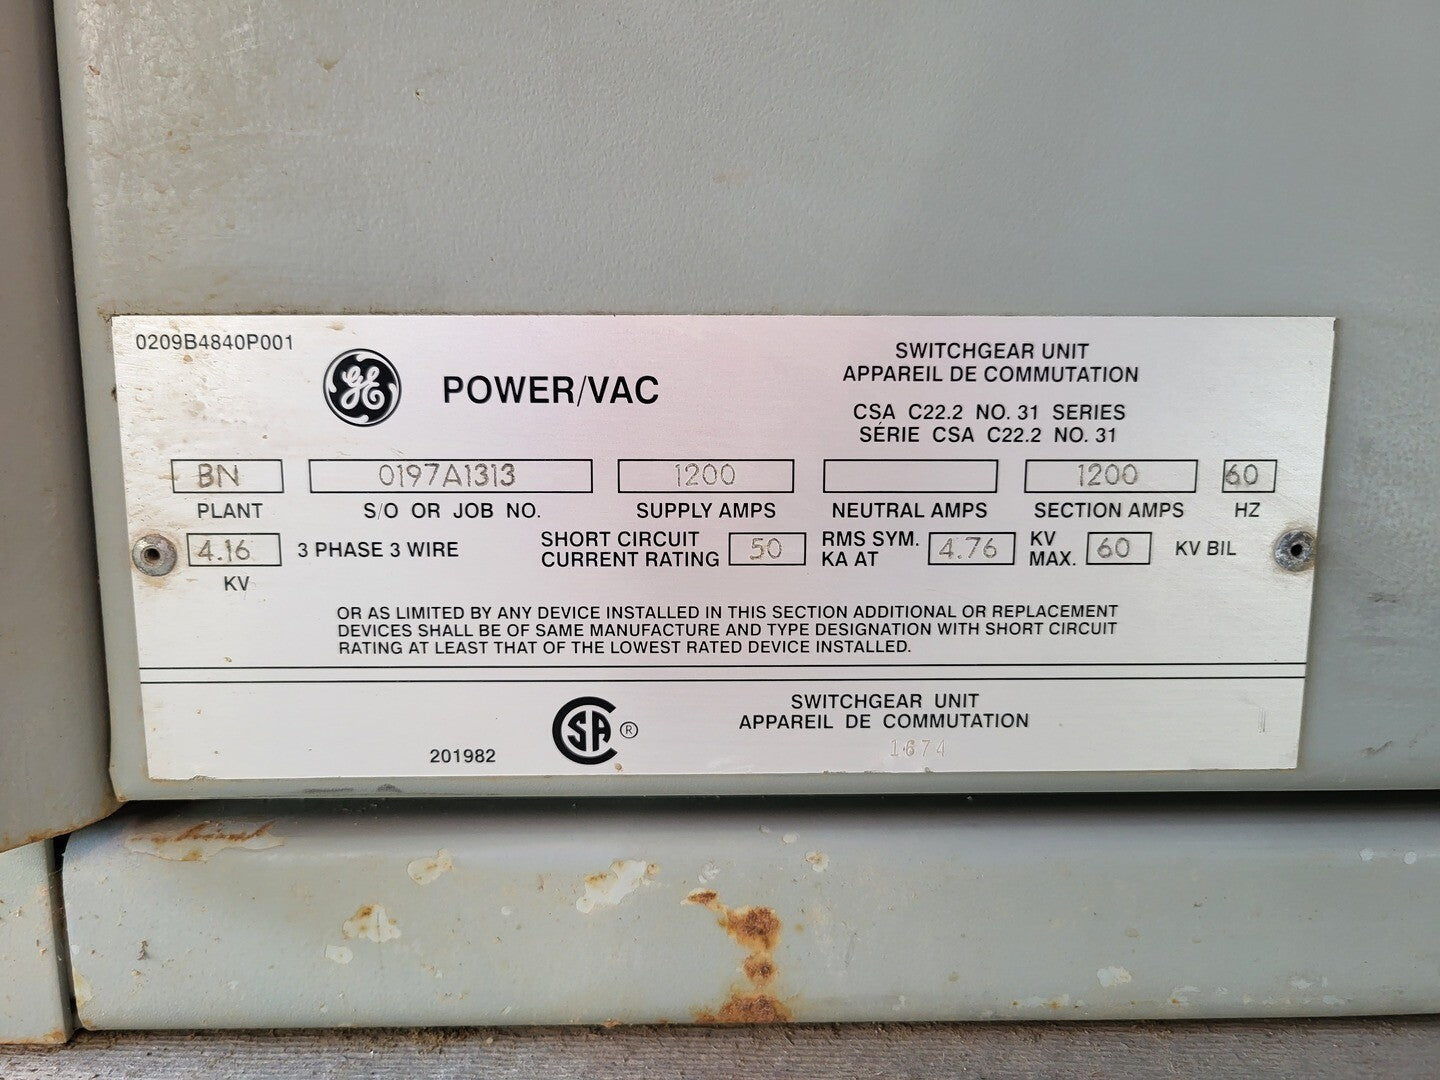 0209B4840P001
GE
POWER/VAC
SWITCHGEAR UNIT
APPAREIL DE COMMUTATION
CSA C22.2 NO. 31 SERIES
SÉRIE CSA C22.2 NO. 31
BN 0197A1313 1200 1200 60
PLANT S/O OR JOB NO. SUPPLY AMPS NEUTRAL AMPS SECTION AMPS HZ
4.16 3 PHASE 3 WIRE SHORT CIRCUIT CURRENT RATING 50 RMS SYM. KA AT 4.76 KV MAX. 60 KV BIL
KV
OR AS LIMITED BY ANY DEVICE INSTALLED IN THIS SECTION ADDITIONAL OR REPLACEMENT
DEVICES SHALL BE OF SAME MANUFACTURE AND TYPE DESIGNATION WITH SHORT CIRCUIT
RATING AT LEAST THAT OF THE LOWEST RATED DEVICE INSTALLED.
201982
CSA ®
SWITCHGEAR UNIT
APPAREIL DE COMMUTATION
1674